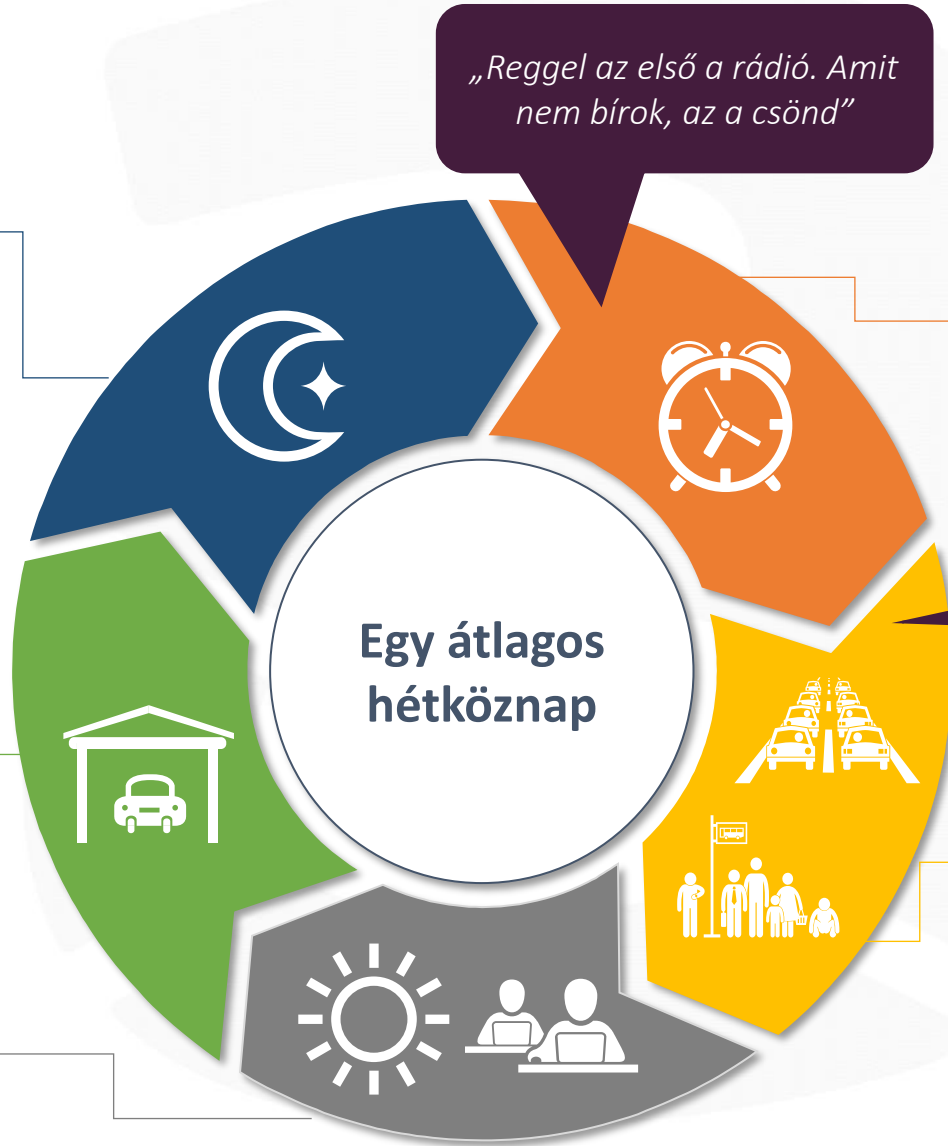 „Reggel az első a rádió. Amit
nem bírok, az a csönd”
Egy átlagos
hétköznap